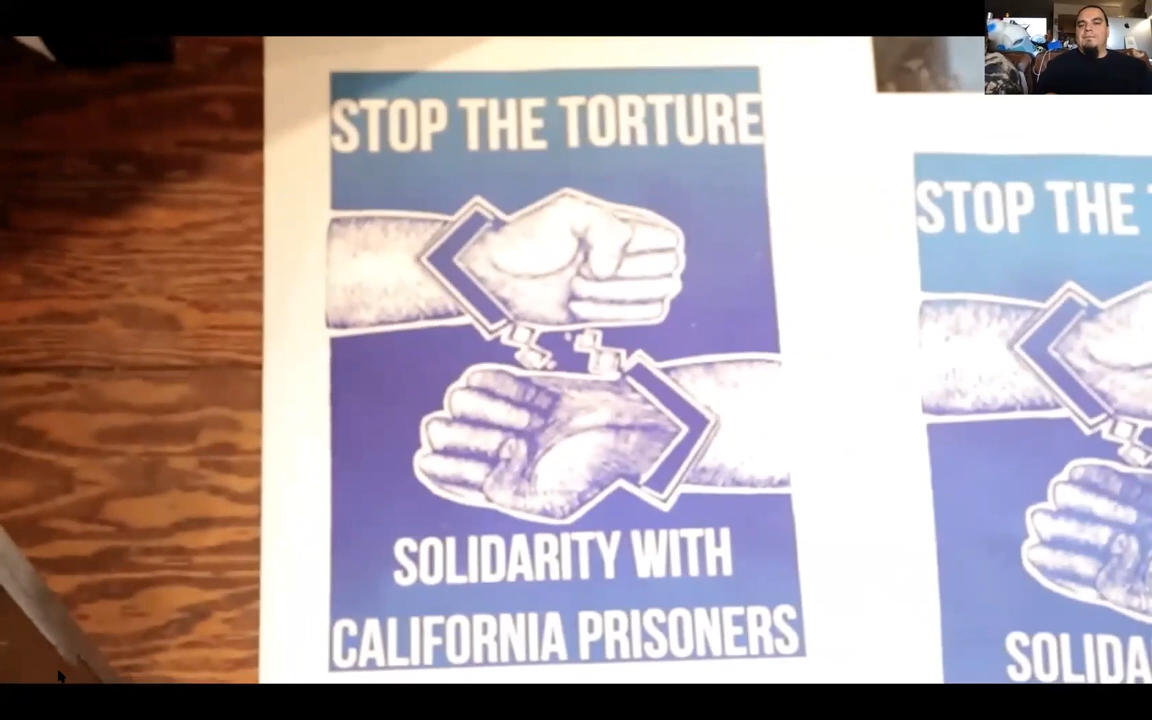 STOP THE TORTURE
SOLIDARITY WITH
CALIFORNIA PRISONERS
STOP THE
SOLIDA